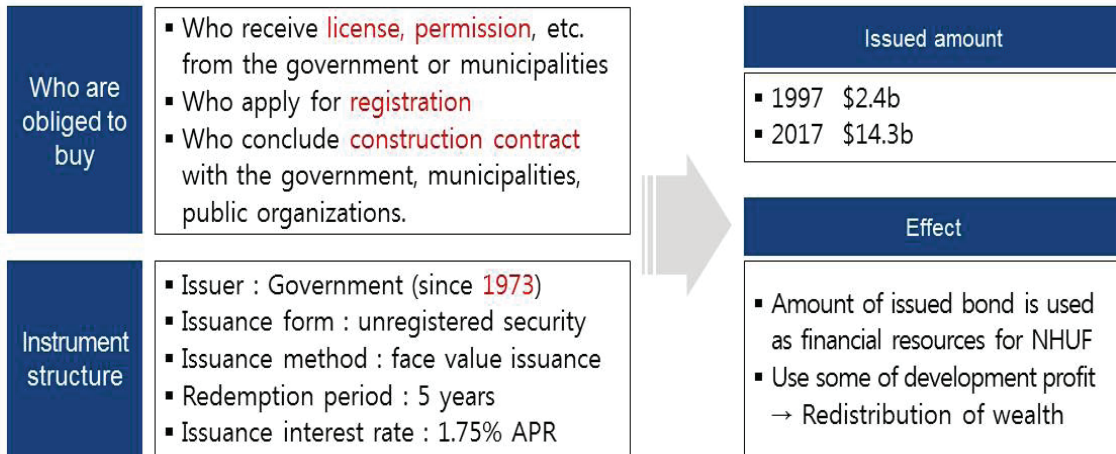 Who are
obliged to
buy
▪ Who receive license, permission, etc.
from the government or municipalities
▪ Who apply for registration
▪ Who conclude construction contract
with the government, municipalities,
public organizations.
Instrument
structure
▪ Issuer : Government (since 1973)
▪ Issuance form : unregistered security
▪ Issuance method : face value issuance
▪ Redemption period : 5 years
▪ Issuance interest rate : 1.75% APR
Issued amount
▪ 1997 $2.4b
▪ 2017 $14.3b
Effect
▪ Amount of issued bond is used
as financial resources for NHUF
▪ Use some of development profit
→ Redistribution of wealth